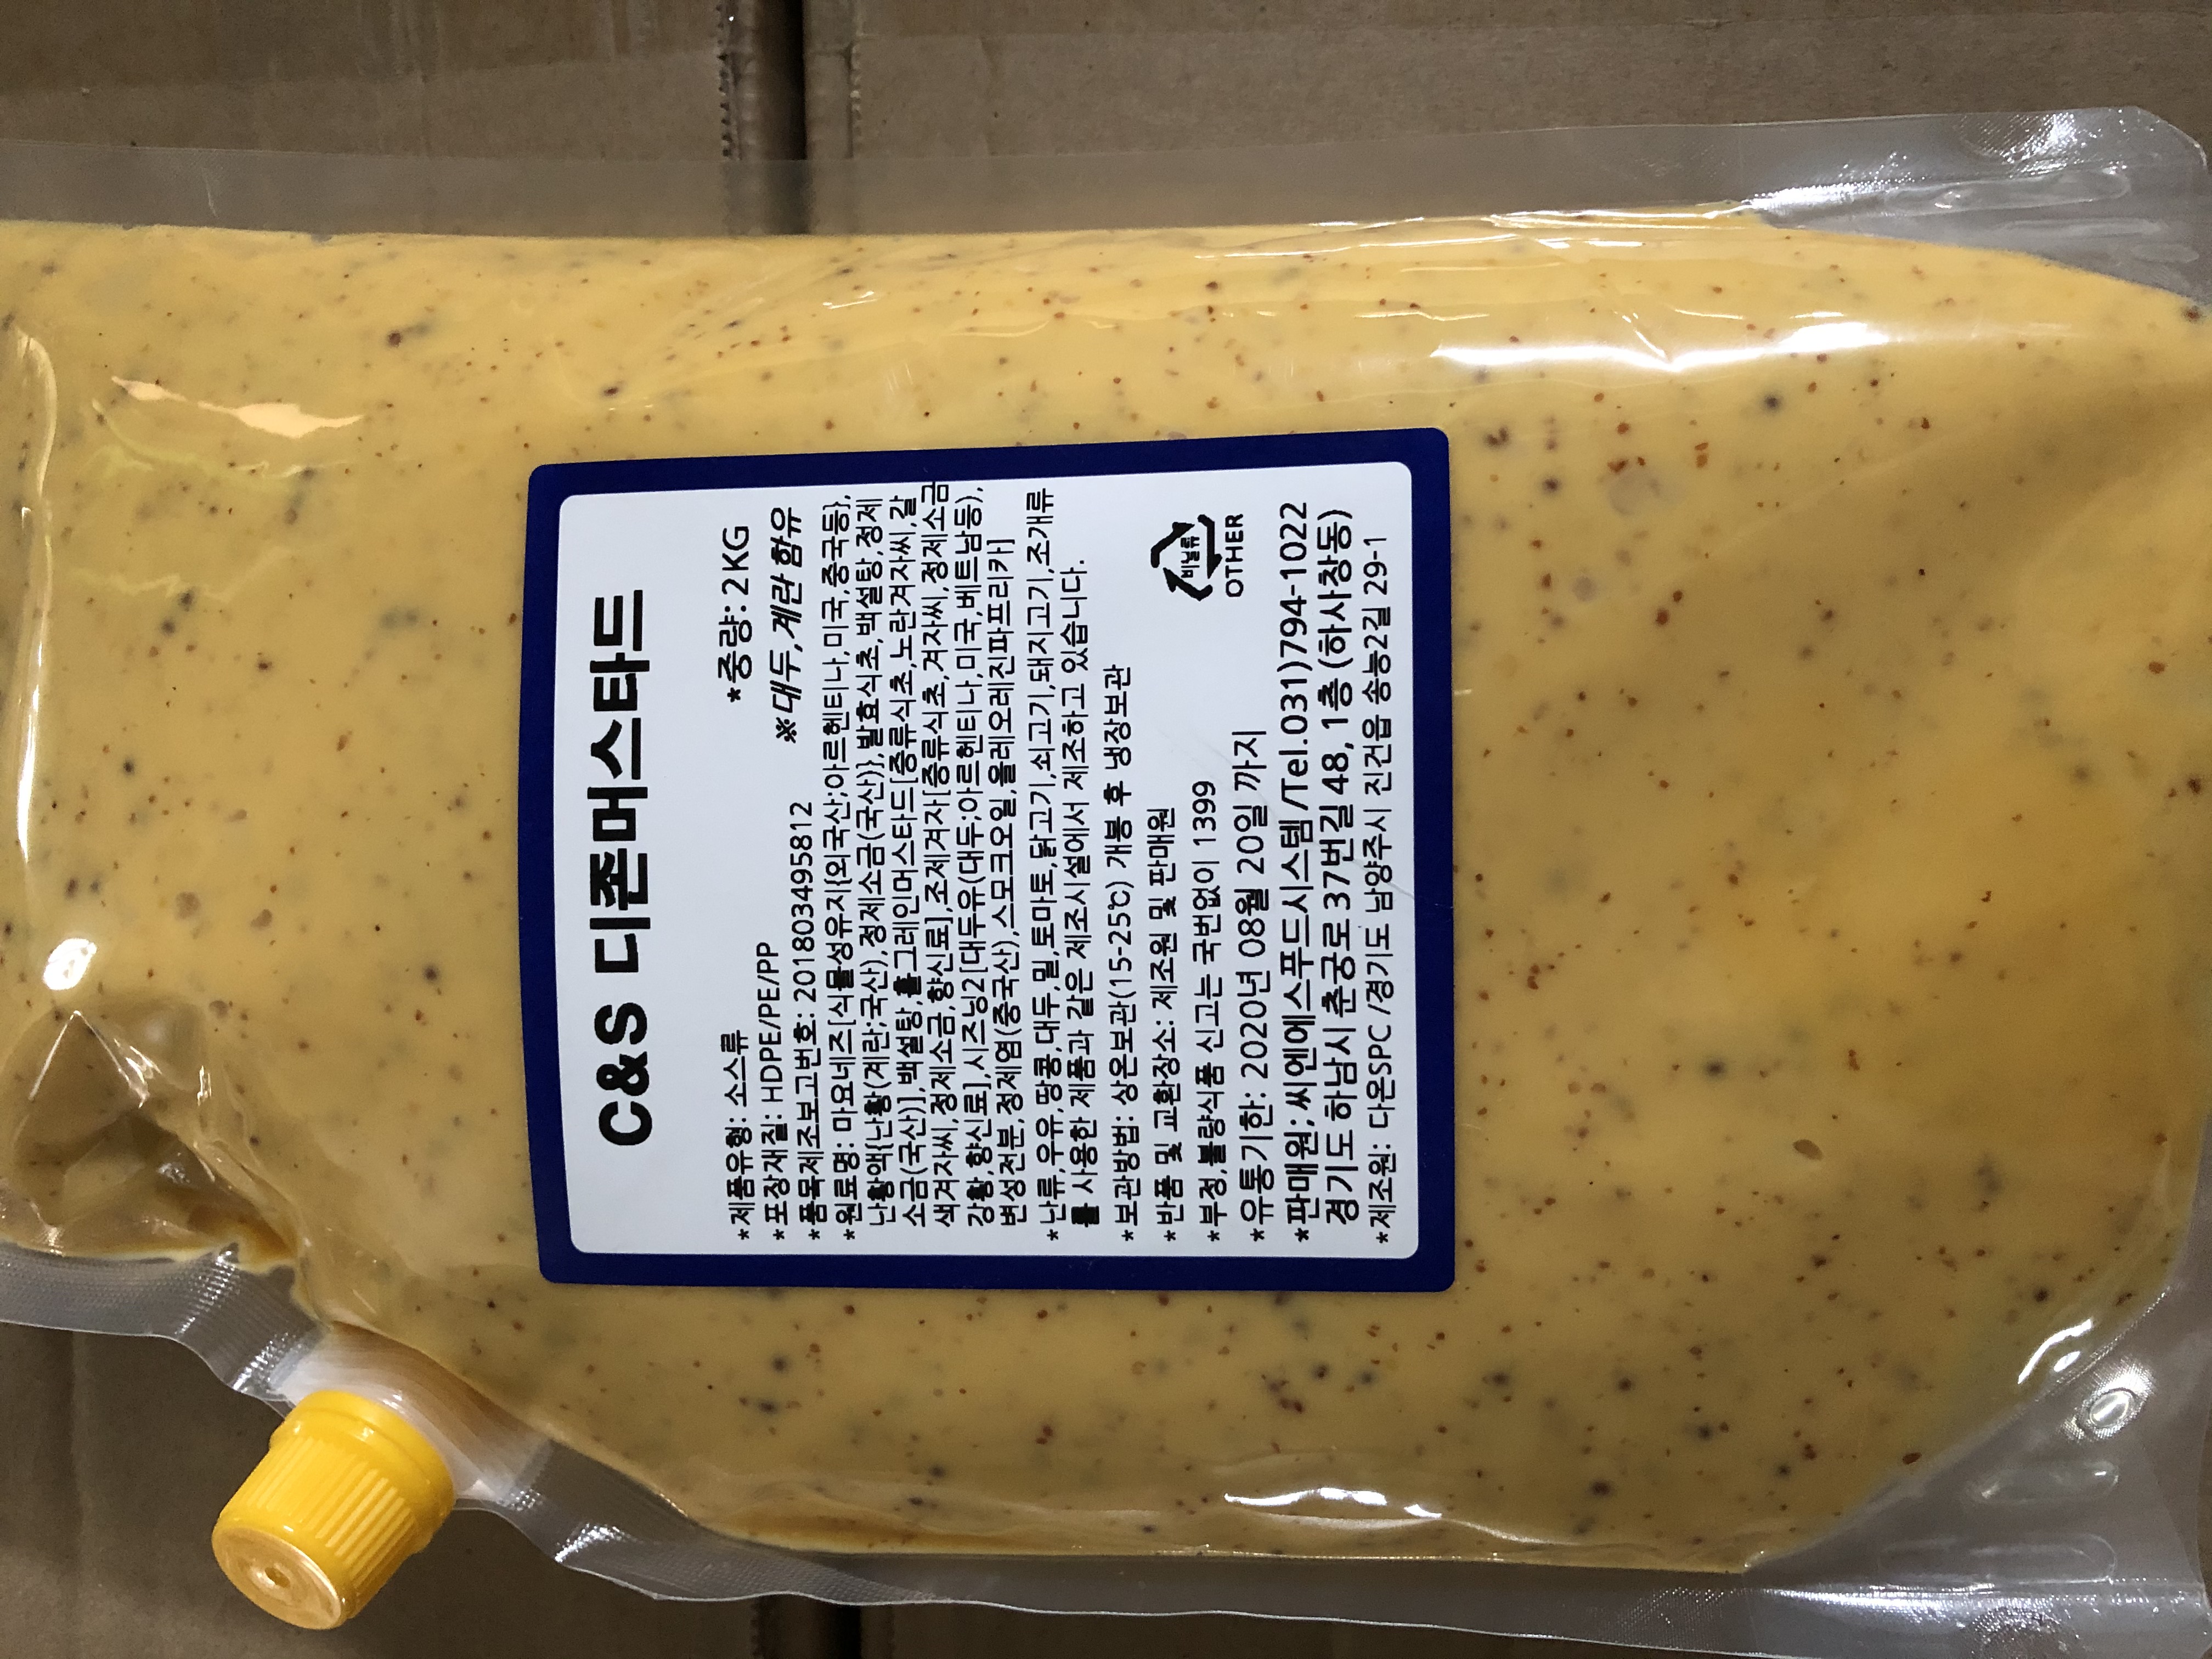 C&S 디존머스타드
*제품유형: 소스류 *중량: 2KG
*포장재질: HDPE/PE/PP ※대두,계란 함유
*품목제조보고번호: 20180349581​2
*원료명: 마요네즈[식물성유지{외국산;아르헨티나,미국,중국등},
난황액{난황(계란;국산),정제소금(국산)},발효식초,백설탕,정제
소금(국산)],백설탕,홀그레인머스타드[증류식초,노란겨자씨,갈
색겨자씨,정제소금,향신료],조제겨자[증류식초,겨자씨,정제소금
강황,향신료],시즈닝2[대두유(대두;아르헨티나,미국,베트남등),
변성전분,정제염(중국산),스모크오일,올레오레진파프리카]
*난류,우유,땅콩,대두,밀,토마토,닭고기,쇠고기,돼지고기,조개류
를 사용한 제품과 같은 제조시설에서 제조하고 있습니다.
*보관방법: 상온보관(15-25℃) 개봉 후 냉장보관
*반품 및 교환장소: 제조원 및 판매원
*부정,불량식품 신고는 국번없이 1399
비닐류
OTHER
*유통기한: 2020년 08월 20일 까지
*판매원; 씨엔에스푸드시스템/Tel.031)794-1022
경기도 하남시 춘궁로37번길 48, 1층 (하사창동)
*제조원: 다온SPC /경기도 남양주시 진건읍 송능2길 29-1